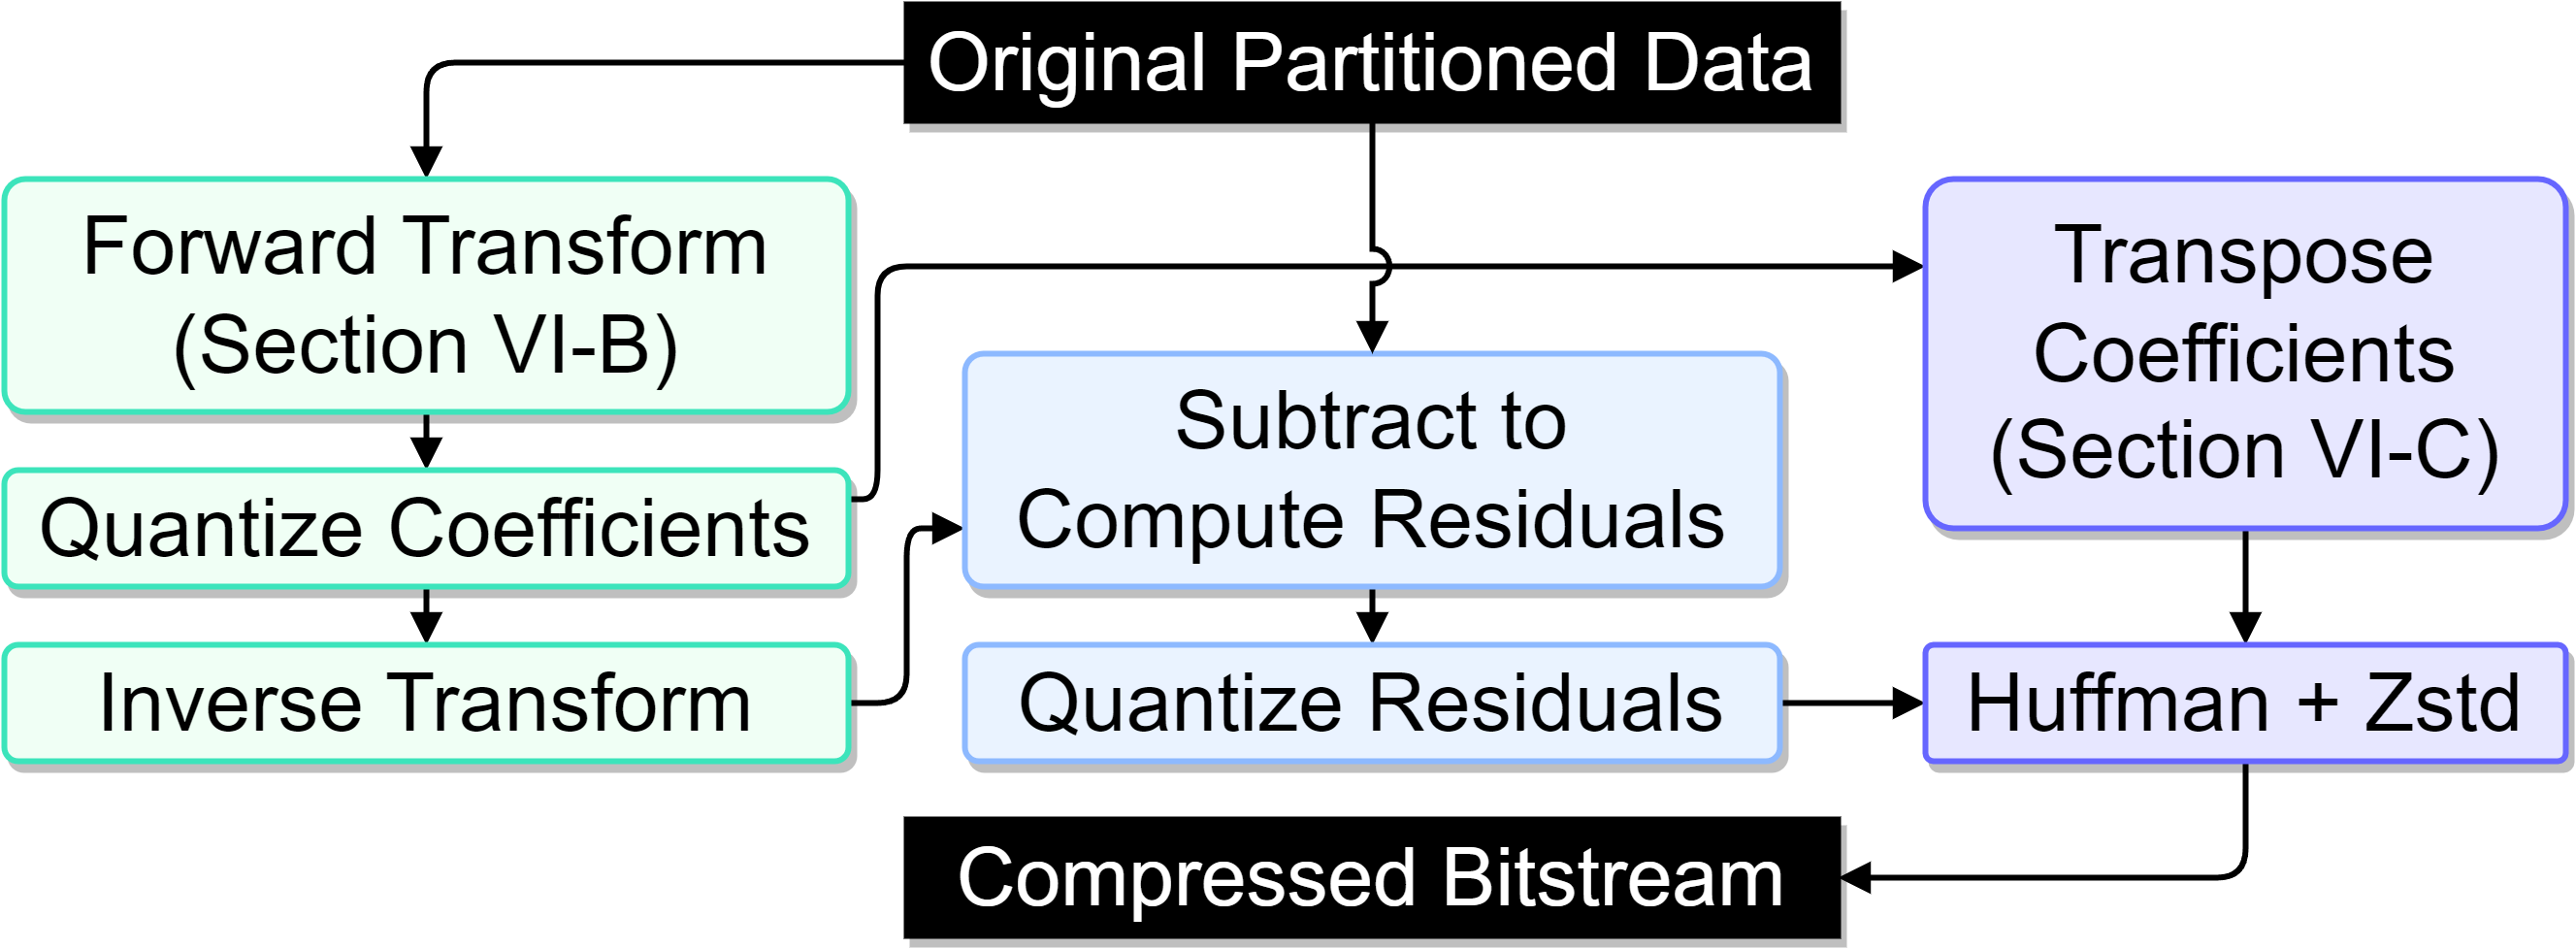 Original Partitioned Data
Forward Transform
(Section VI-B)
Quantize Coefficients
Inverse Transform
Subtract to
Compute Residuals
Quantize Residuals
Transpose
Coefficients
(Section VI-C)
Huffman + Zstd
Compressed Bitstream